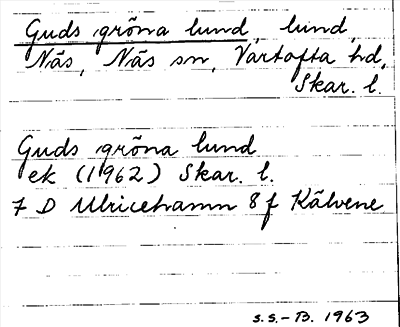 Guds gröna lund, lund,
Näs, Näs sn, Vartofta hd,
Skar. l.
Guds gröna lund
ek (1962) Skar. l.
7 D Ulricehamn 8 f Kälvene
S.S.-B. 1963